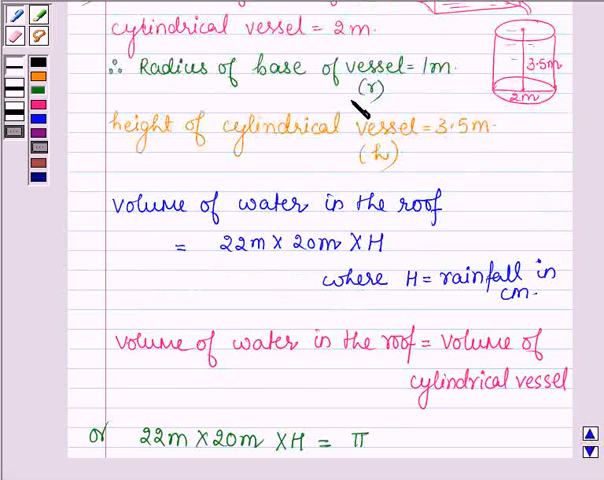 cylindrical vessel = 2m.
∴ Radius of base of vessel = 1m.
(r)
3.5m
2m
height of cylindrical vessel = 3.5m.
(h)
volume of water in the roof
= 22m × 20m × H
where H = rainfall in
cm.
volume of water in the roof = volume of
cylindrical vessel
or 22m × 20m × H = π